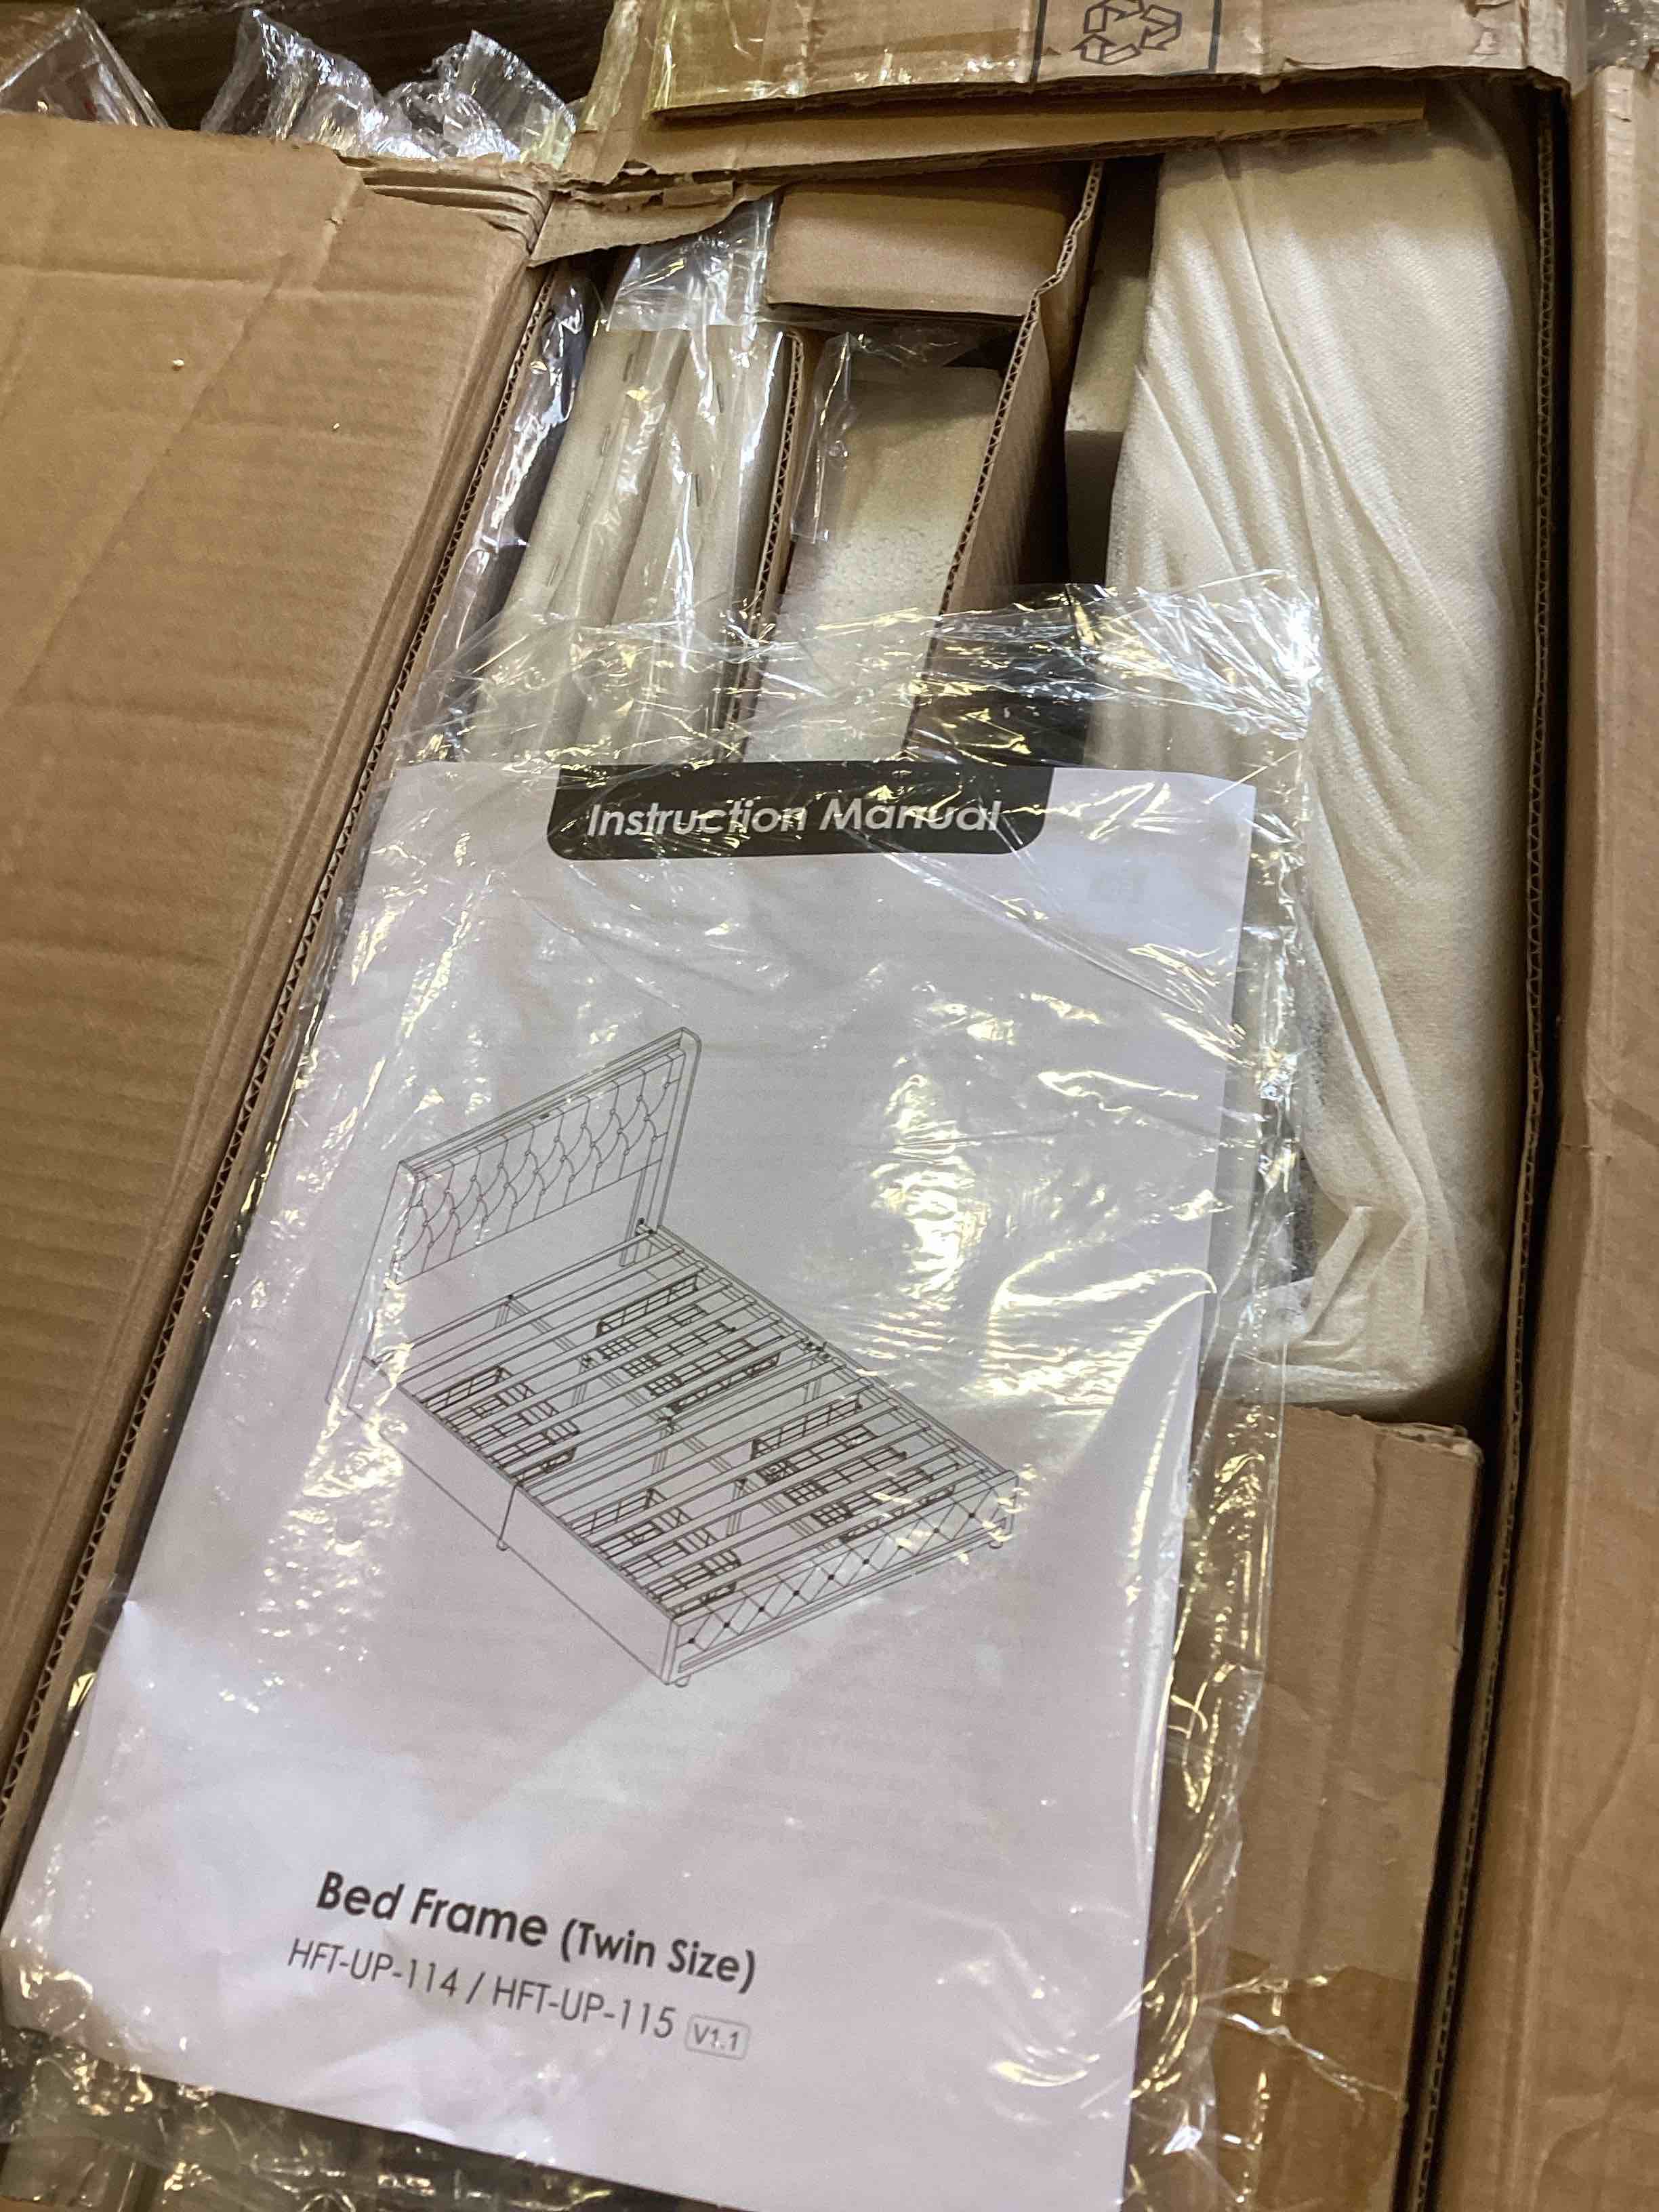 Instruction Manual
Bed Frame (Twin Size)
HFT-UP-114 / HFT-UP-115 V1.1